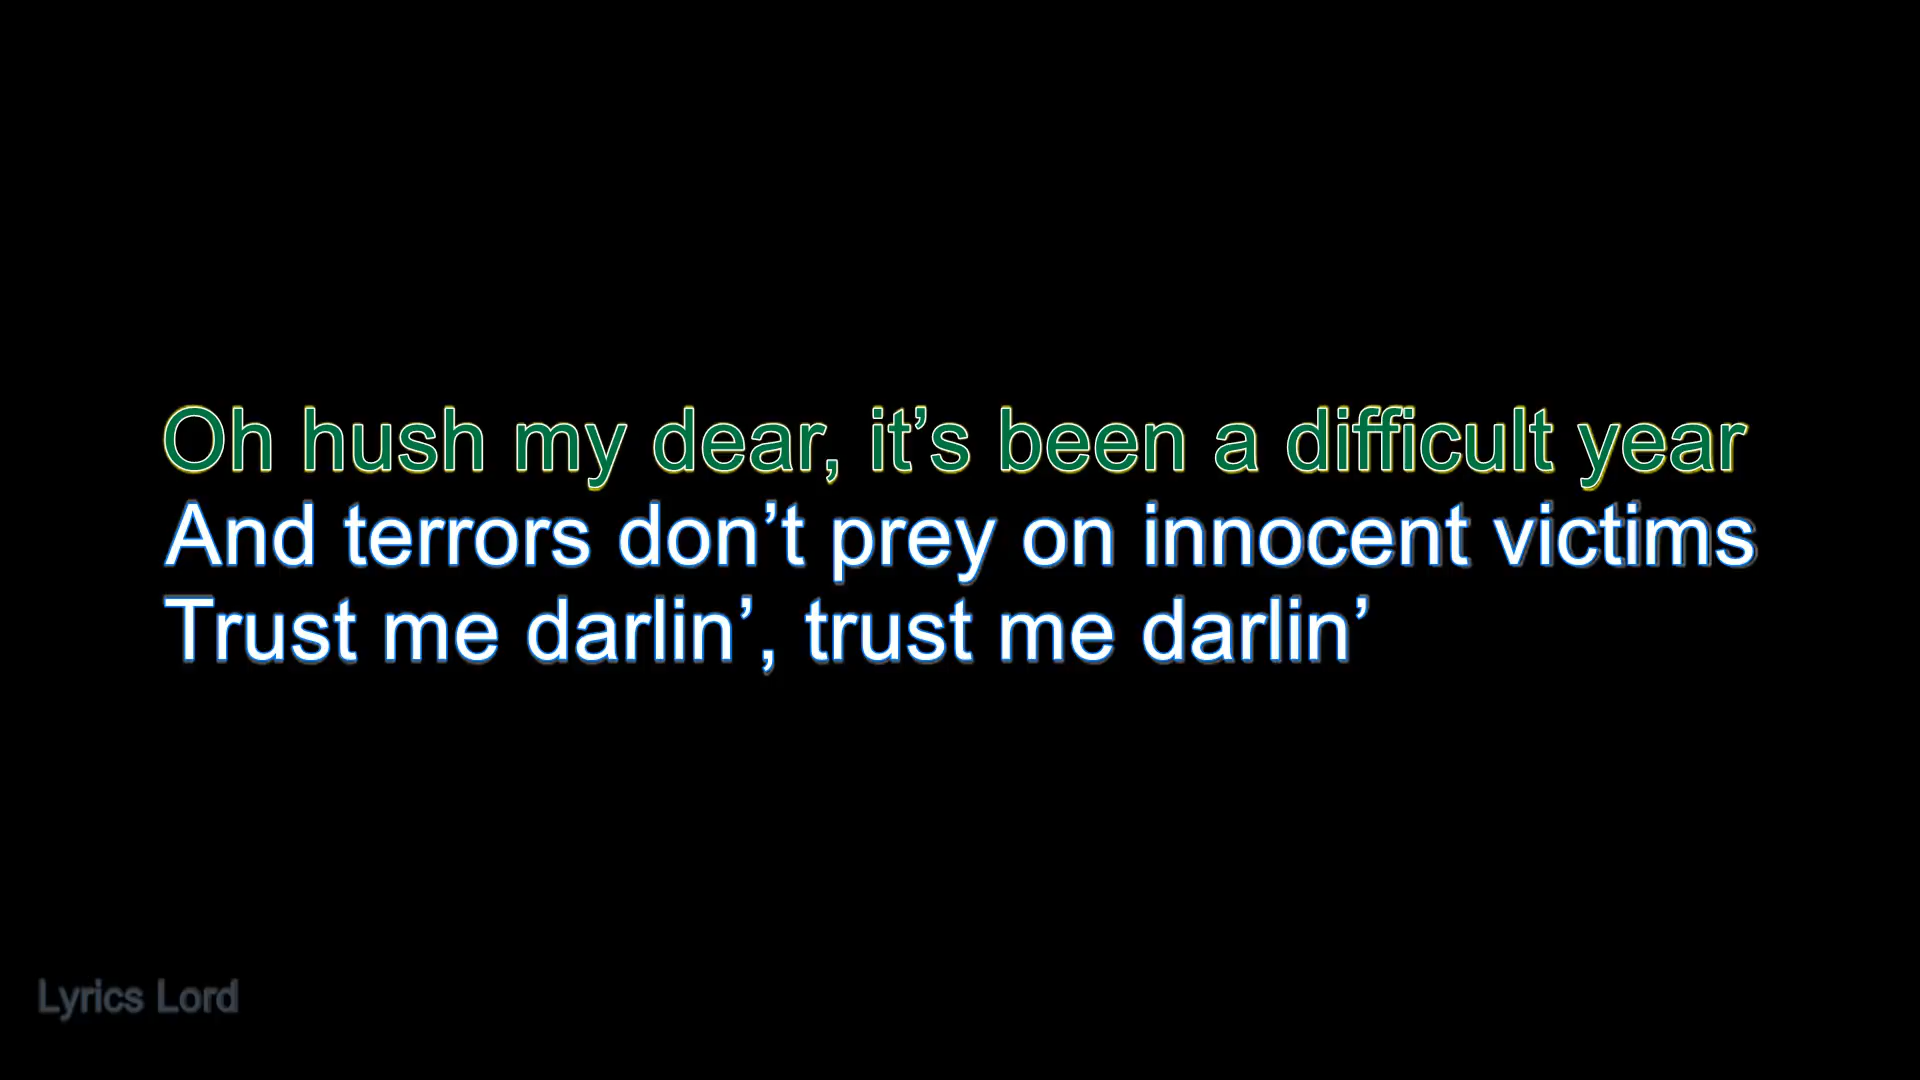 Oh hush my dear, it’s been a difficult year
And terrors don’t prey on innocent victims
Trust me darlin’, trust me darlin’
Lyrics Lord